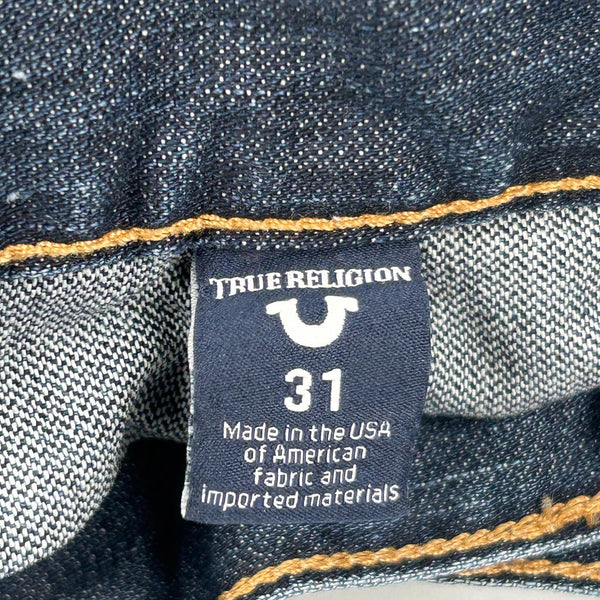 TRUE RELIGION
31
Made in the USA
of American
fabric and
imported materials